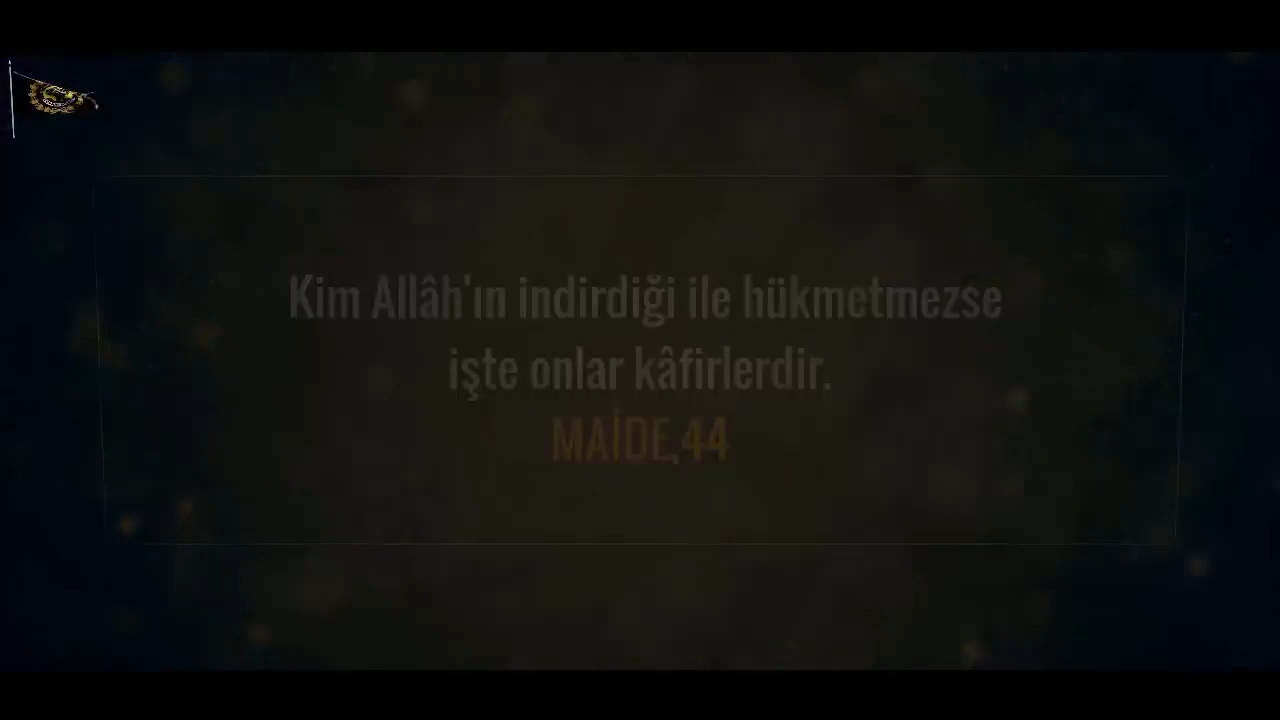 Kim Allâh'ın indirdiği ile hükmetmezse
işte onlar kâfirlerdir.
MAİDE,44